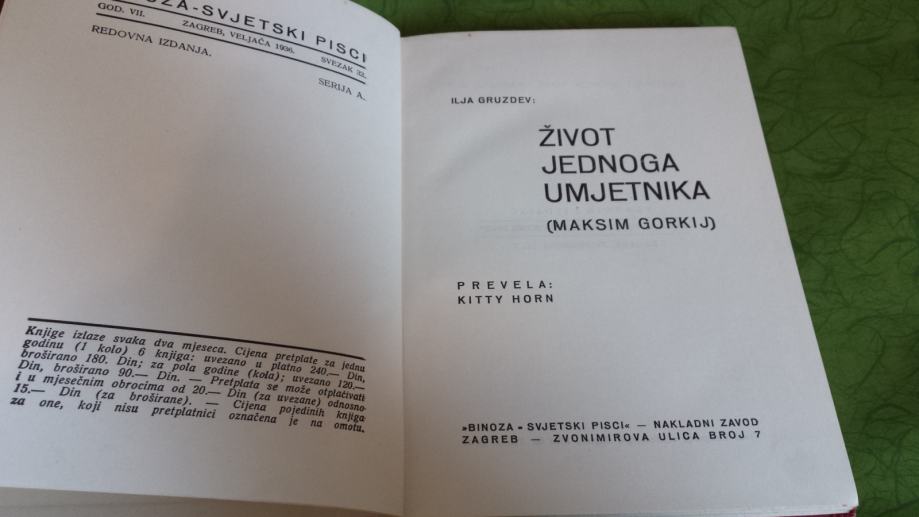 NOZA-SVJETSKI PISCI
GOD. VII. ZAGREB, VELJAČA 1936. SVEZAK 32.
REDOVNA IZDANJA. SERIJA A.
Knjige izlaze svaka dva mjeseca. Cijena pretplate za jednu
godinu (I kolo) 6 knjiga: uvezano u platno 240.— Din,
broširano 180. Din; za pola godine (kola); uvezano 120.—
Din, broširano 90.— Din. — Pretplata se može otplaćivati
i u mjesečnim obrocima od 20.— Din (za uvezane) odnosno
15.— Din (za broširane). — Cijena pojedinih knjiga
za one, koji nisu pretplatnici označena je na omotu.
ILJA GRUZDEV:
ŽIVOT
JEDNOGA
UMJETNIKA
(MAKSIM GORKIJ)
PREVELA:
KITTY HORN
»BINOZA - SVJETSKI PISCI« — NAKLADNI ZAVOD
ZAGREB — ZVONIMIROVA ULICA BROJ 7